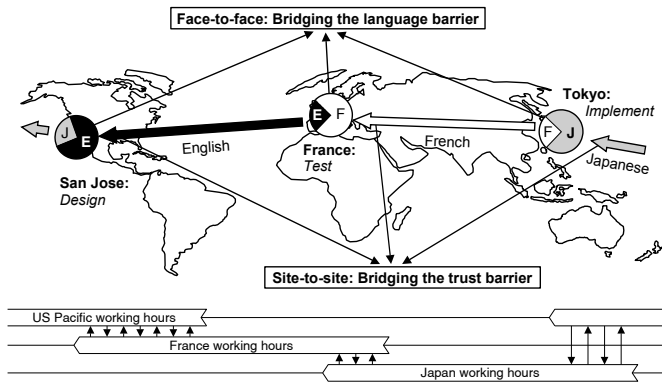 Face-to-face: Bridging the language barrier
Tokyo:
Implement
J
E
E
F
F
J
English
France:
Test
French
Japanese
San Jose:
Design
Site-to-site: Bridging the trust barrier
US Pacific working hours
France working hours
Japan working hours